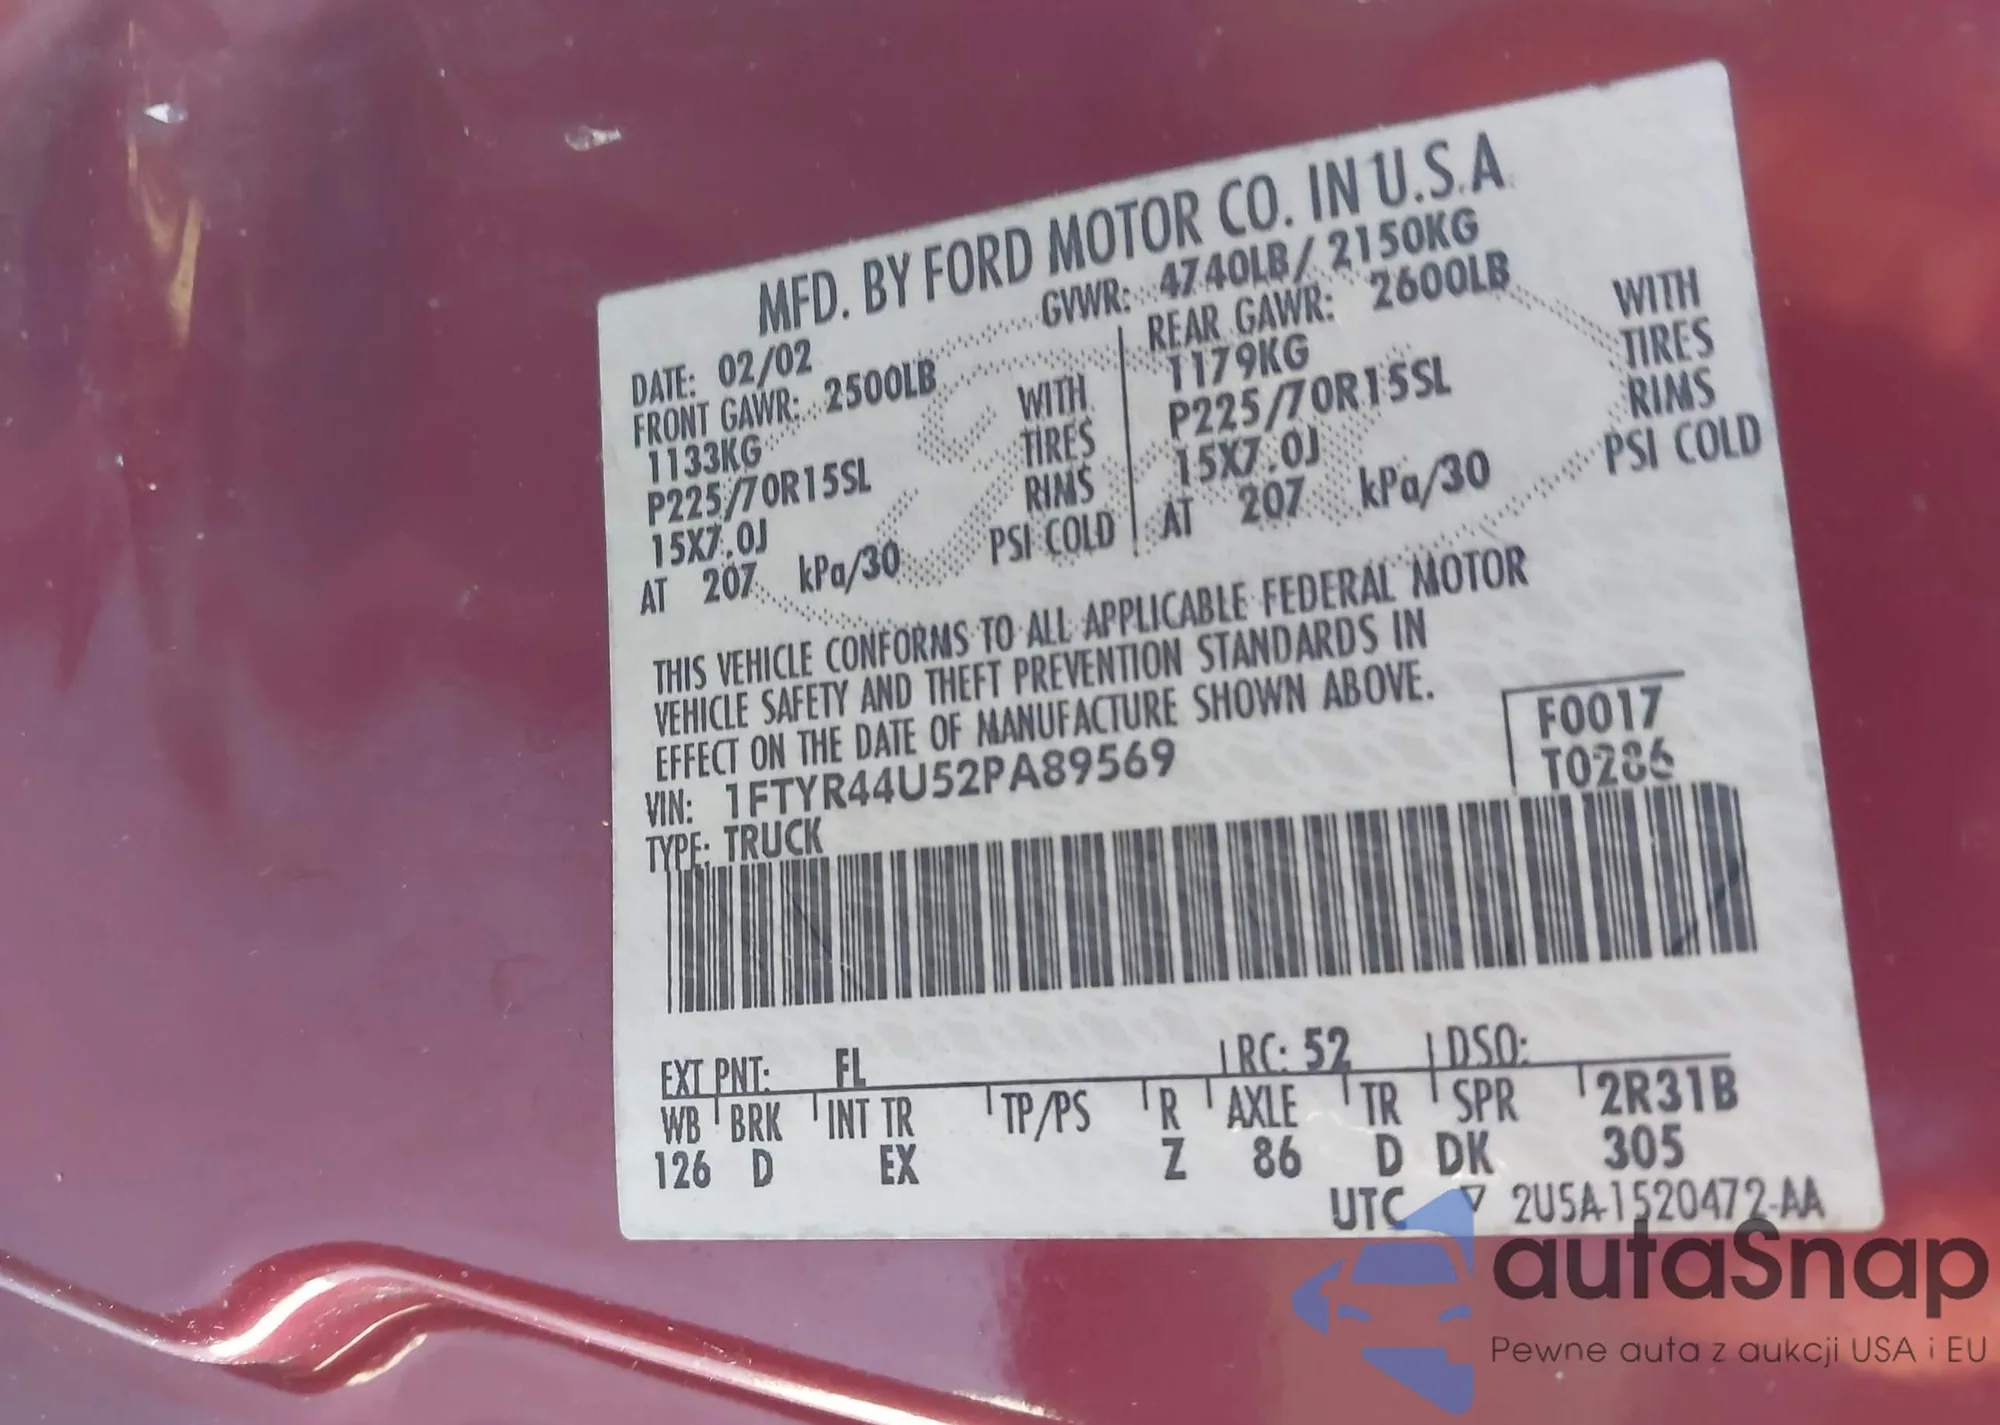 MFD. BY FORD MOTOR CO. IN U.S.A.
DATE: 02/02 GVWR: 4740LB/ 2150KG
FRONT GAWR: 2500LB REAR GAWR: 2600LB
1133KG WITH 1179KG WITH
P225/70R15SL TIRES P225/70R15SL TIRES
15X7.0J RIMS 15X7.0J RIMS
AT 207 kPa/30 PSI COLD AT 207 kPa/30 PSI COLD
THIS VEHICLE CONFORMS TO ALL APPLICABLE FEDERAL MOTOR
VEHICLE SAFETY AND THEFT PREVENTION STANDARDS IN
EFFECT ON THE DATE OF MANUFACTURE SHOWN ABOVE.
VIN: 1FTYR44U52PA89569 F0017
TYPE: TRUCK T0286
EXT PNT: FL RC: 52 DSO:
WB BRK INT TR TP/PS R AXLE TR SPR 2R31B
126 D EX Z 86 D DK 305
UTC ▽ 2U5A-1520472-AA
autaSnap
Pewne auta z aukcji USA i EU